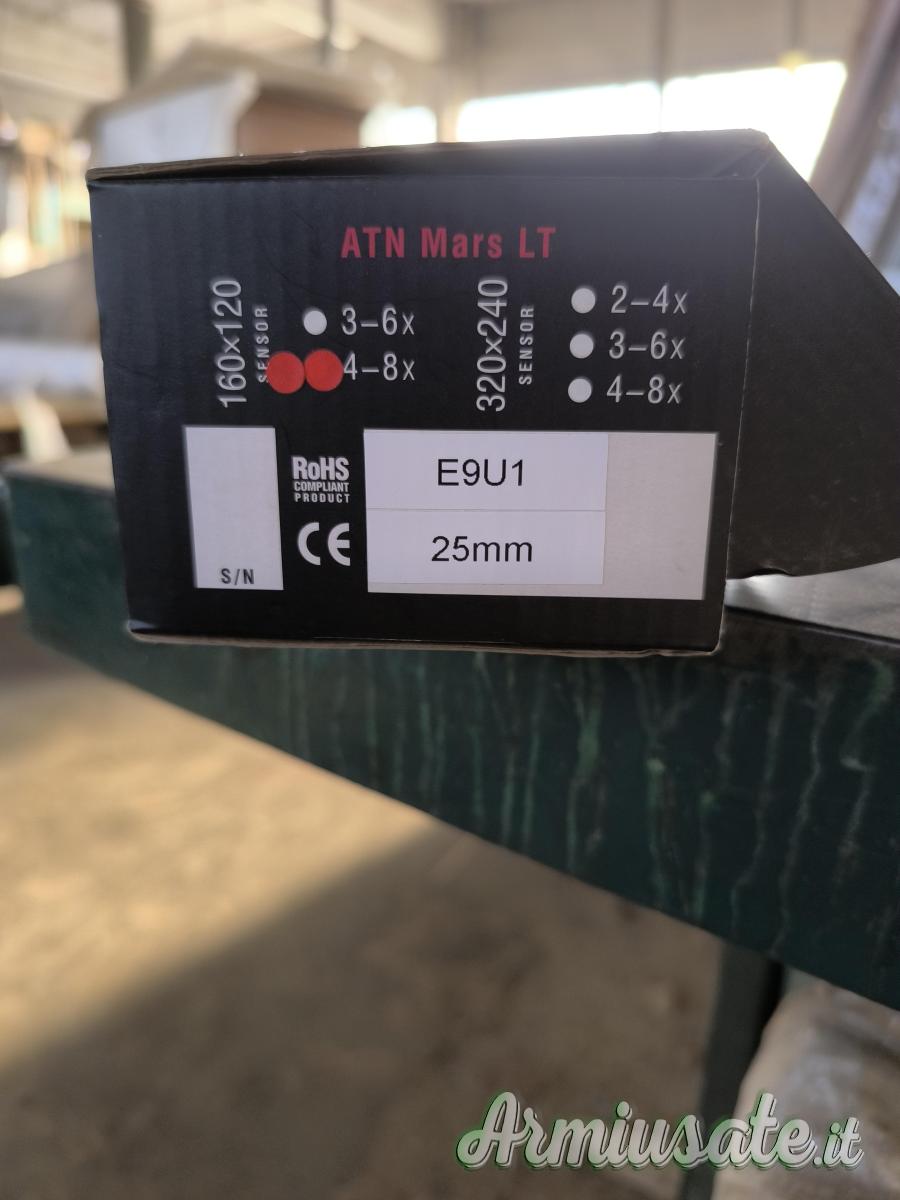 ATN Mars LT
160×120
SENSOR
3–6x
4–8x
320×240
SENSOR
2–4x
3–6x
4–8x
S/N
RoHS
COMPLIANT
PRODUCT
CE
E9U1
25mm
Armiusate.it